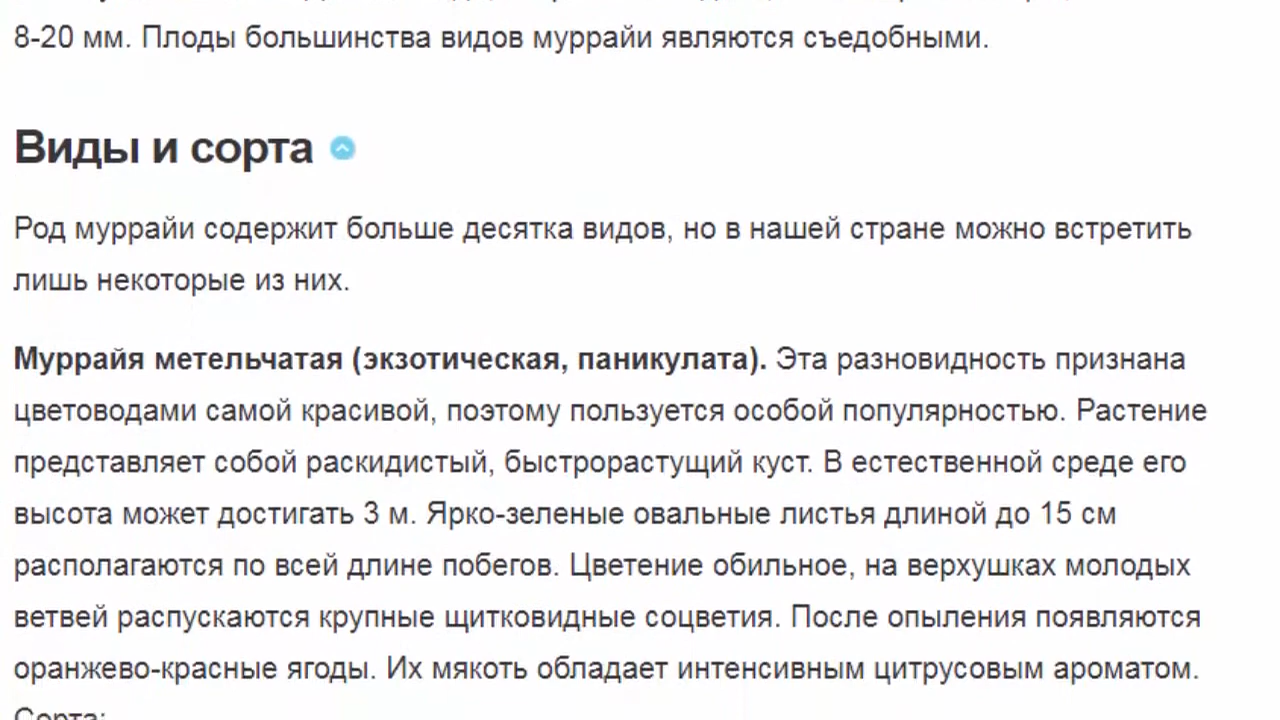 8-20 мм. Плоды большинства видов муррайи являются съедобными.
Виды и сорта
Род муррайи содержит больше десятка видов, но в нашей стране можно встретить
лишь некоторые из них.
Муррайя метельчатая (экзотическая, паникулата). Эта разновидность признана
цветоводами самой красивой, поэтому пользуется особой популярностью. Растение
представляет собой раскидистый, быстрорастущий куст. В естественной среде его
высота может достигать 3 м. Ярко-зеленые овальные листья длиной до 15 см
располагаются по всей длине побегов. Цветение обильное, на верхушках молодых
ветвей распускаются крупные щитковидные соцветия. После опыления появляются
оранжево-красные ягоды. Их мякоть обладает интенсивным цитрусовым ароматом.
Сорта: